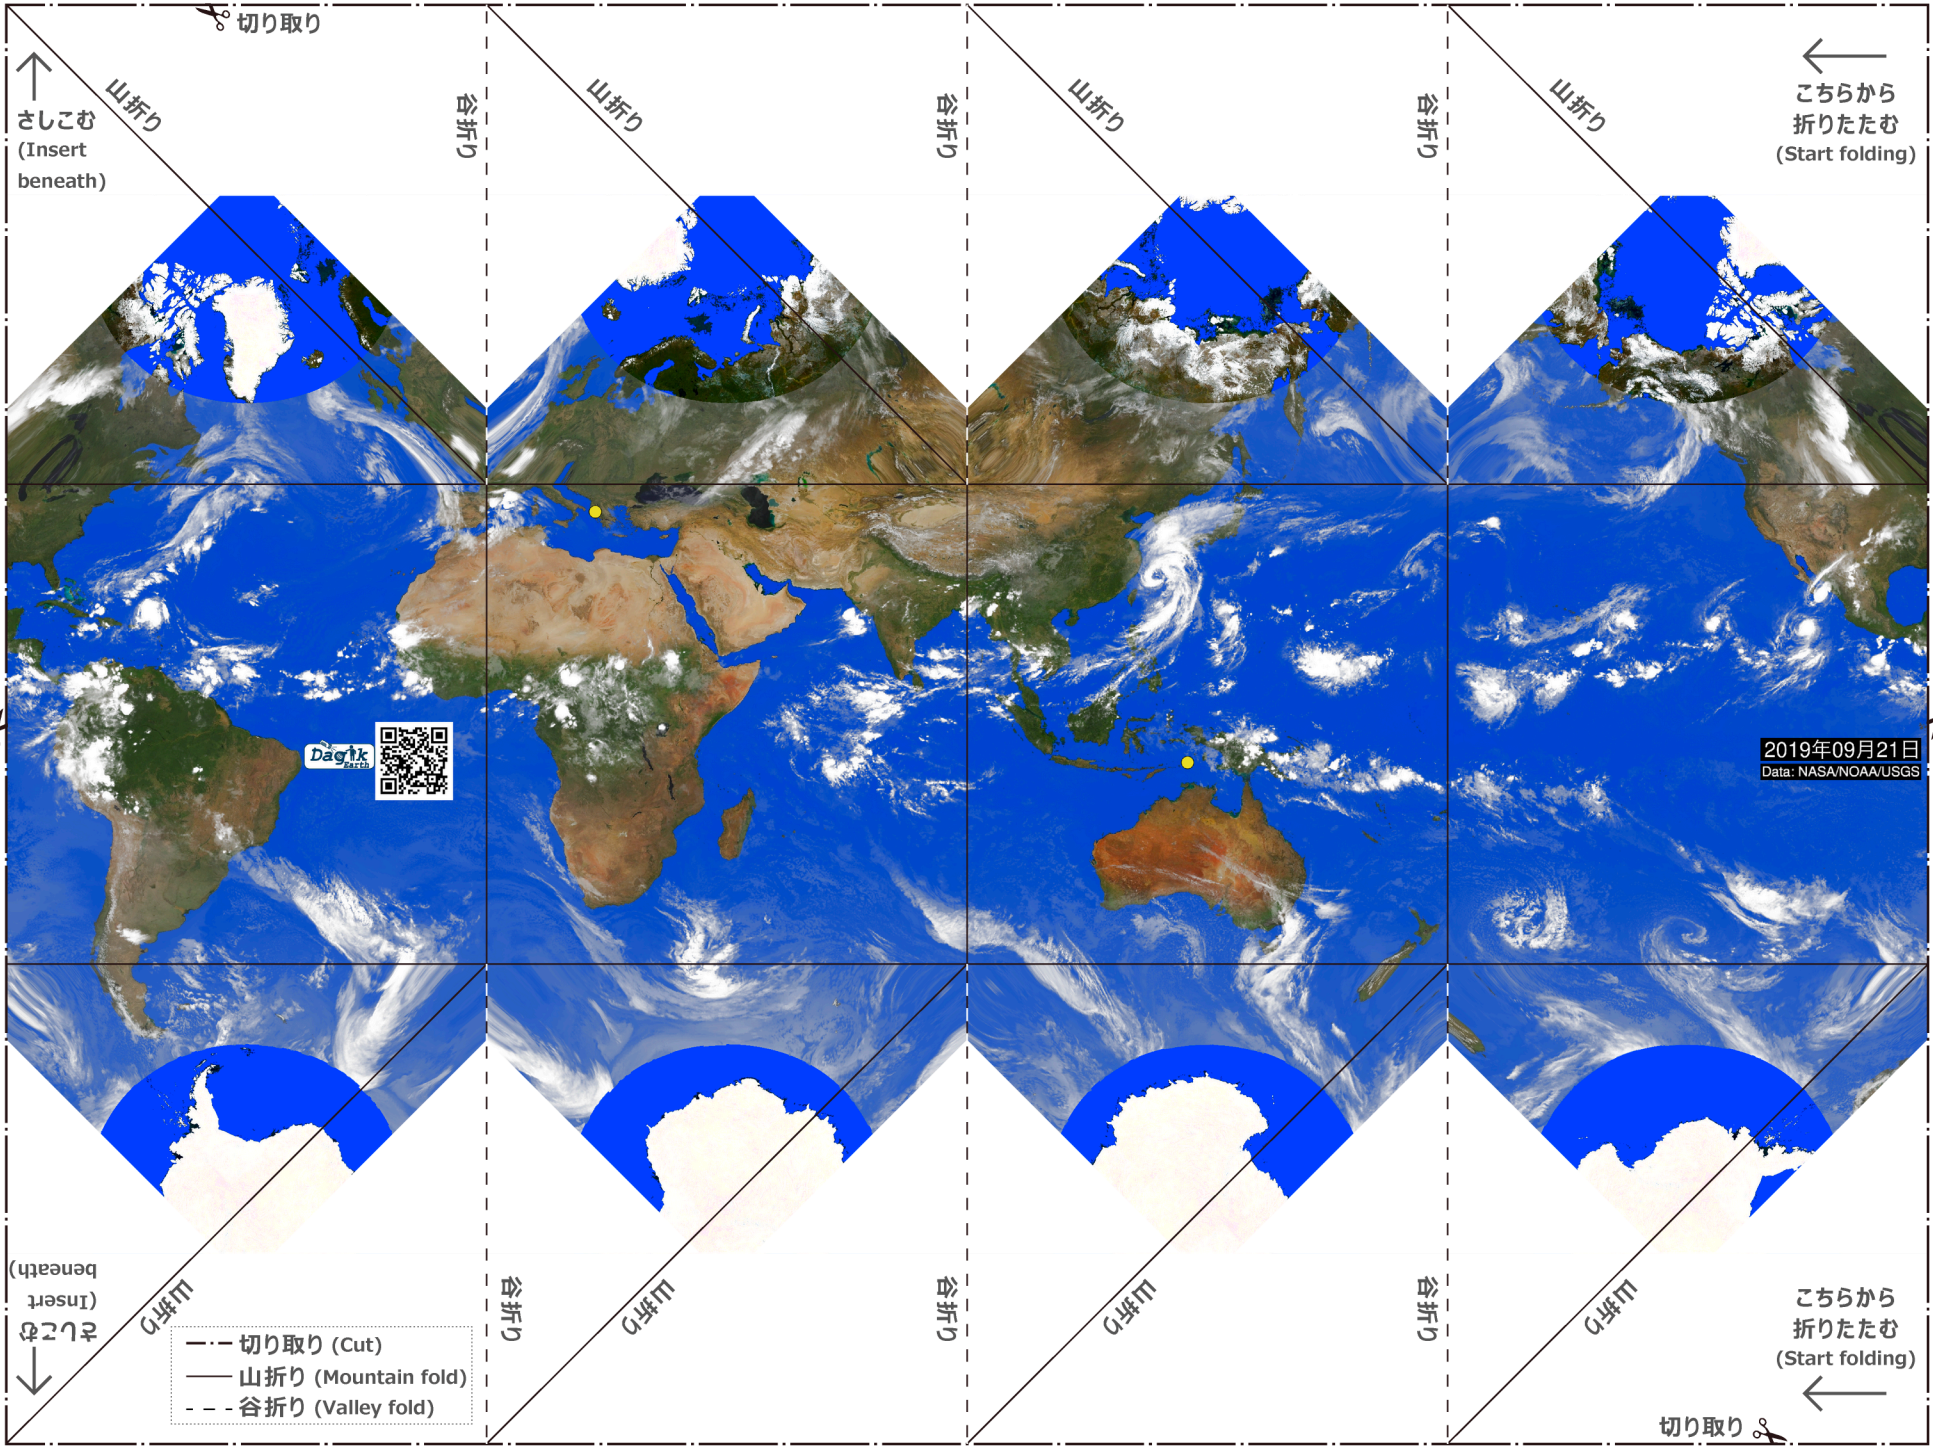 切り取り
山折り
谷折り
山折り
谷折り
山折り
谷折り
山折り
さしこむ
(Insert
beneath)
こちらから
折りたたむ
(Start folding)
Dagik
Earth
2019年09月21日
Data: NASA/NOAA/USGS
さしこむ
(Insert
beneath)
山折り
谷折り
山折り
谷折り
山折り
谷折り
山折り
切り取り (Cut)
山折り (Mountain fold)
谷折り (Valley fold)
こちらから
折りたたむ
(Start folding)
切り取り